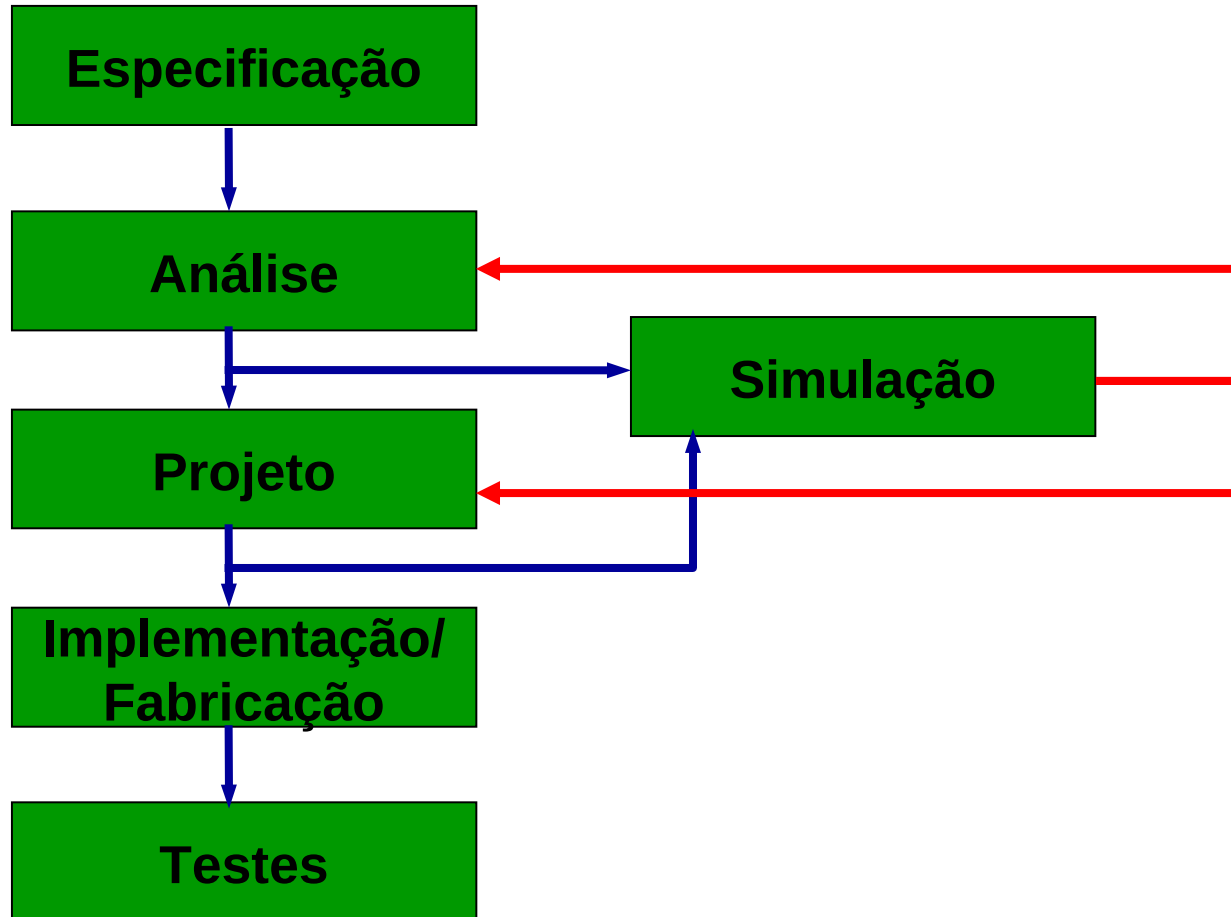 Especificação
Análise
Simulação
Projeto
Implementação/
Fabricação
Testes